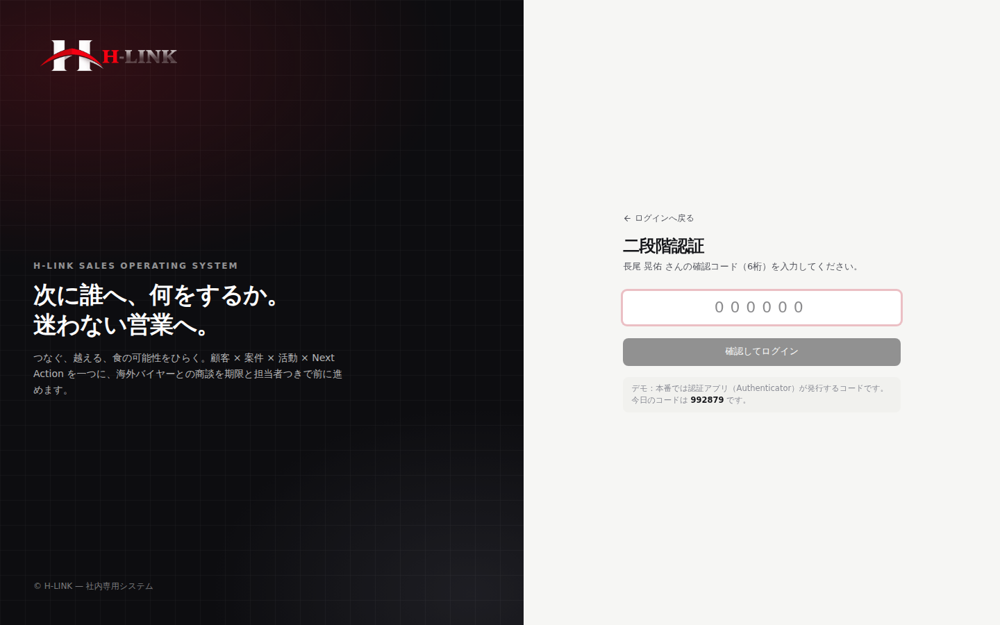 H-LINK
H-LINK SALES OPERATING SYSTEM
次に誰へ、何をするか。
迷わない営業へ。
つなぐ、越える、食の可能性をひらく。顧客 × 案件 × 活動 × Next
Action を一つに、海外バイヤーとの商談を期限と担当者つきで前に進
めます。
© H-LINK — 社内専用システム
← ログインへ戻る
二段階認証
長尾 晃佑 さんの確認コード（6桁）を入力してください。
000000
確認してログイン
デモ：本番では認証アプリ（Authenticator）が発行するコードです。
今日のコードは 992879 です。